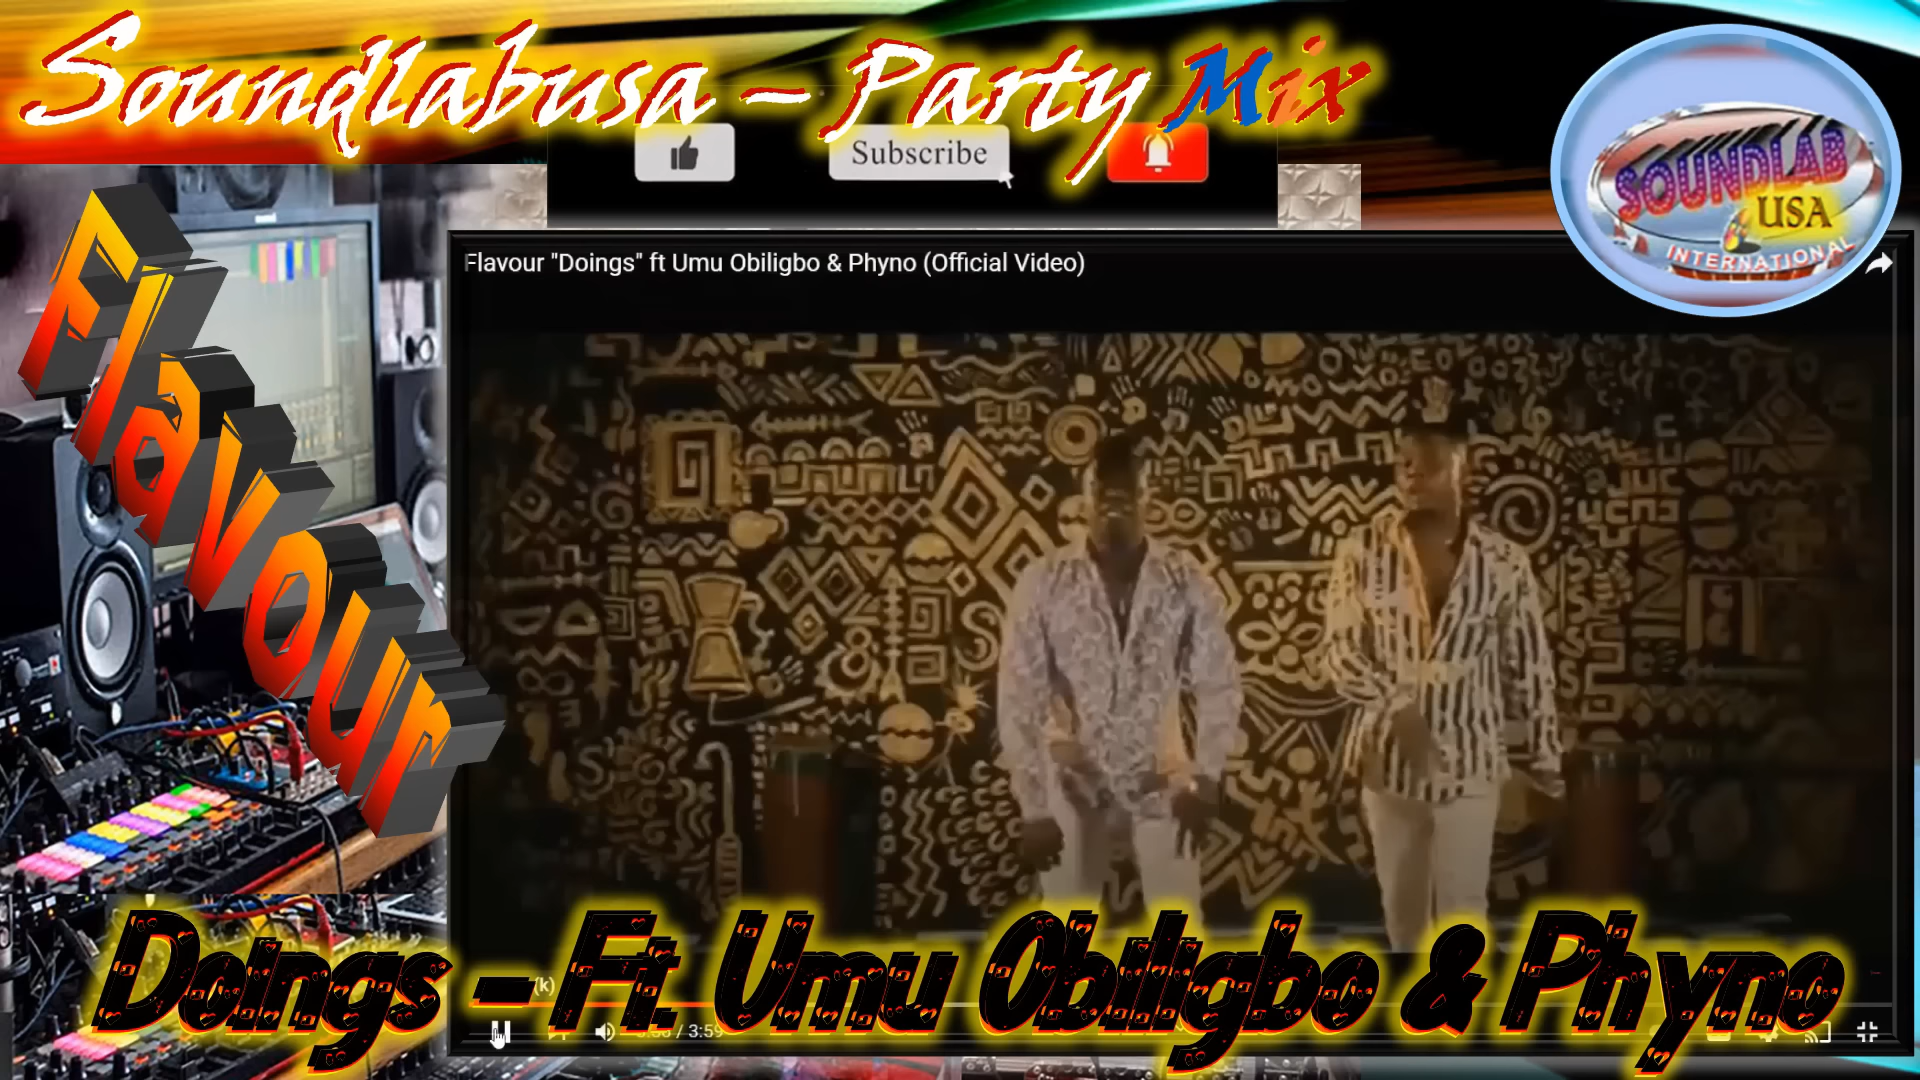 Soundlabusa – Party Mix
Subscribe
SOUNDLAB
USA
INTERNATIONAL
Flavour "Doings" ft Umu Obiligbo & Phyno (Official Video)
Flavour
(k)
Doings – Ft. Umu Obiligbo & Phyno
/ 3:59